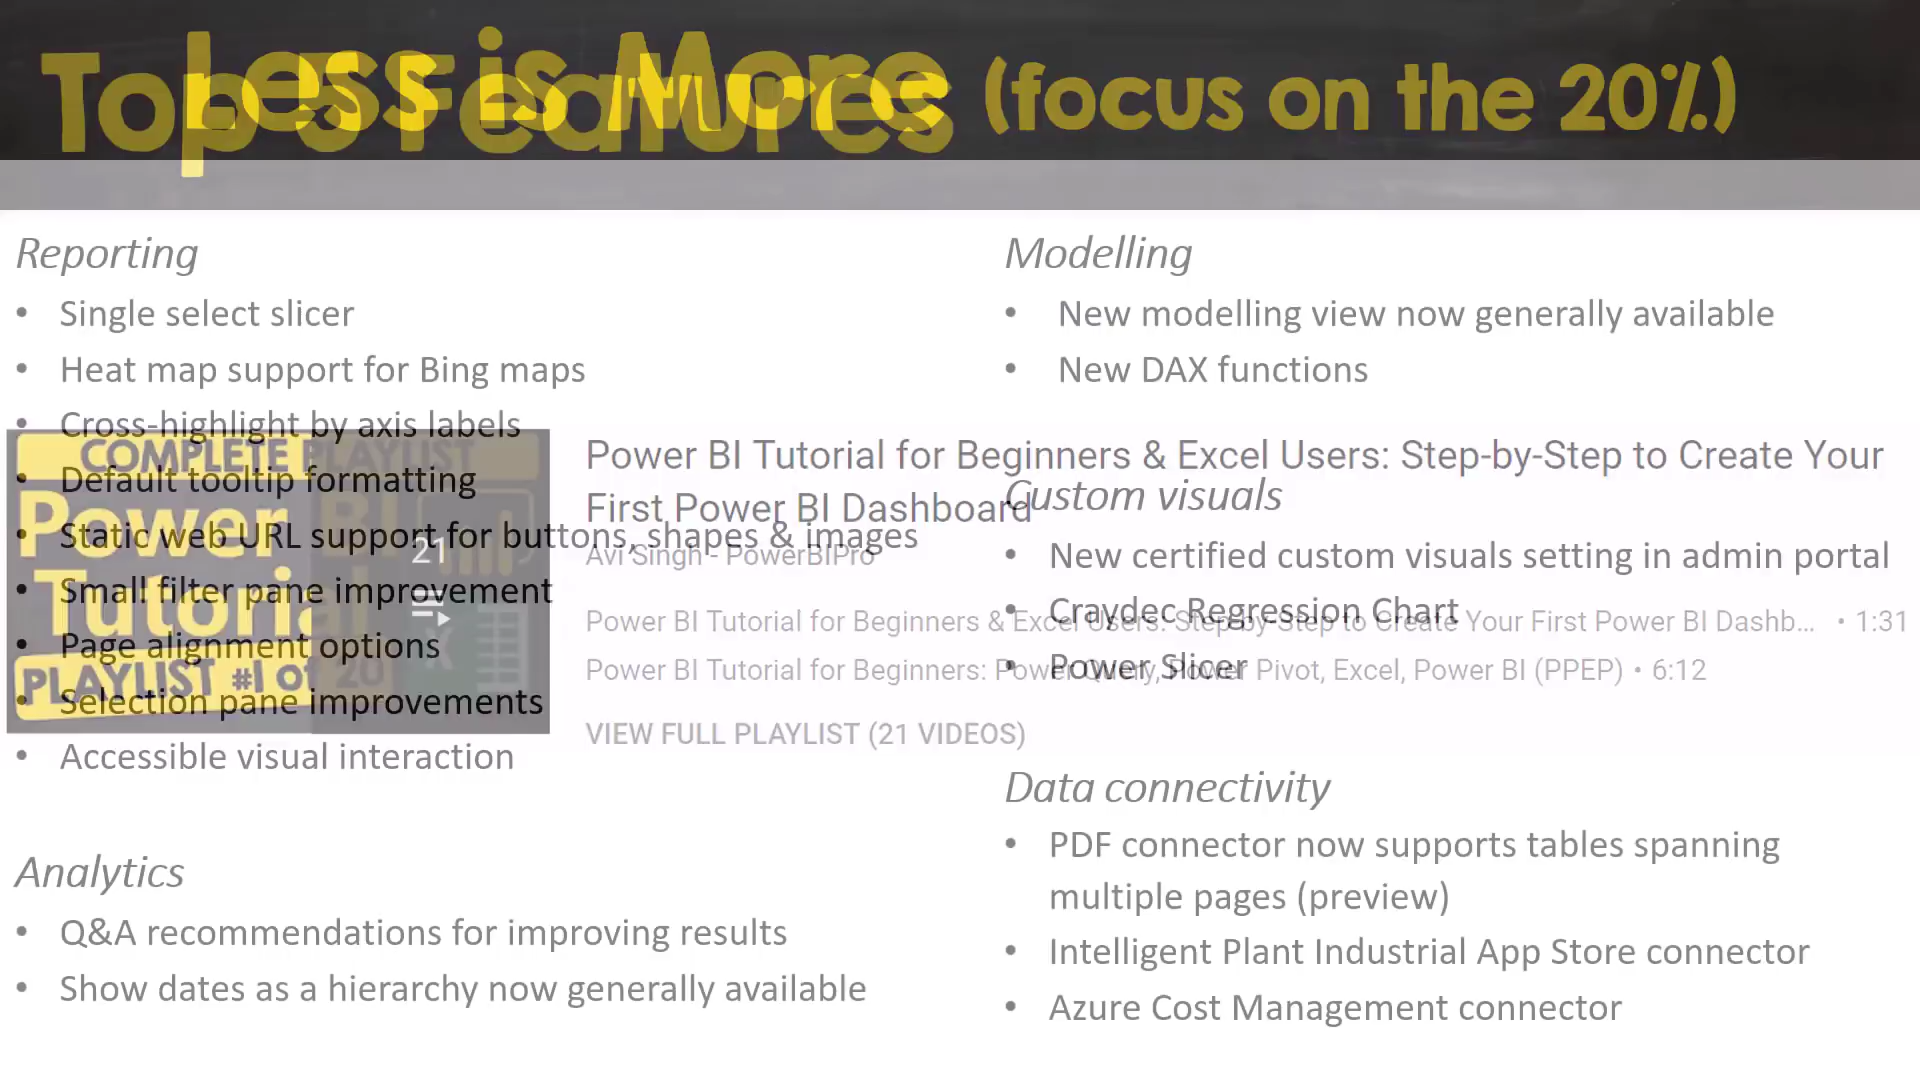 Top 5 Features
Less is More (focus on the 20%)
Reporting
• Single select slicer
• Heat map support for Bing maps
• Cross-highlight by axis labels
• Default tooltip formatting
• Static web URL support for buttons, shapes & images
• Small filter pane improvement
• Page alignment options
• Selection pane improvements
• Accessible visual interaction
Analytics
• Q&A recommendations for improving results
• Show dates as a hierarchy now generally available
Modelling
• New modelling view now generally available
• New DAX functions
Custom visuals
• New certified custom visuals setting in admin portal
• Craydec Regression Chart
• Power Slicer
Data connectivity
• PDF connector now supports tables spanning
multiple pages (preview)
• Intelligent Plant Industrial App Store connector
• Azure Cost Management connector
COMPLETE PLAYLIST
Power BI
Tutorial
PLAYLIST #1 of 20
21
Power BI Tutorial for Beginners & Excel Users: Step-by-Step to Create Your
First Power BI Dashboard
Avi Singh - PowerBIPro
Power BI Tutorial for Beginners & Excel Users: Step-by-Step to Create Your First Power BI Dashb... • 1:31
Power BI Tutorial for Beginners: Power Query, Power Pivot, Excel, Power BI (PPEP) • 6:12
VIEW FULL PLAYLIST (21 VIDEOS)